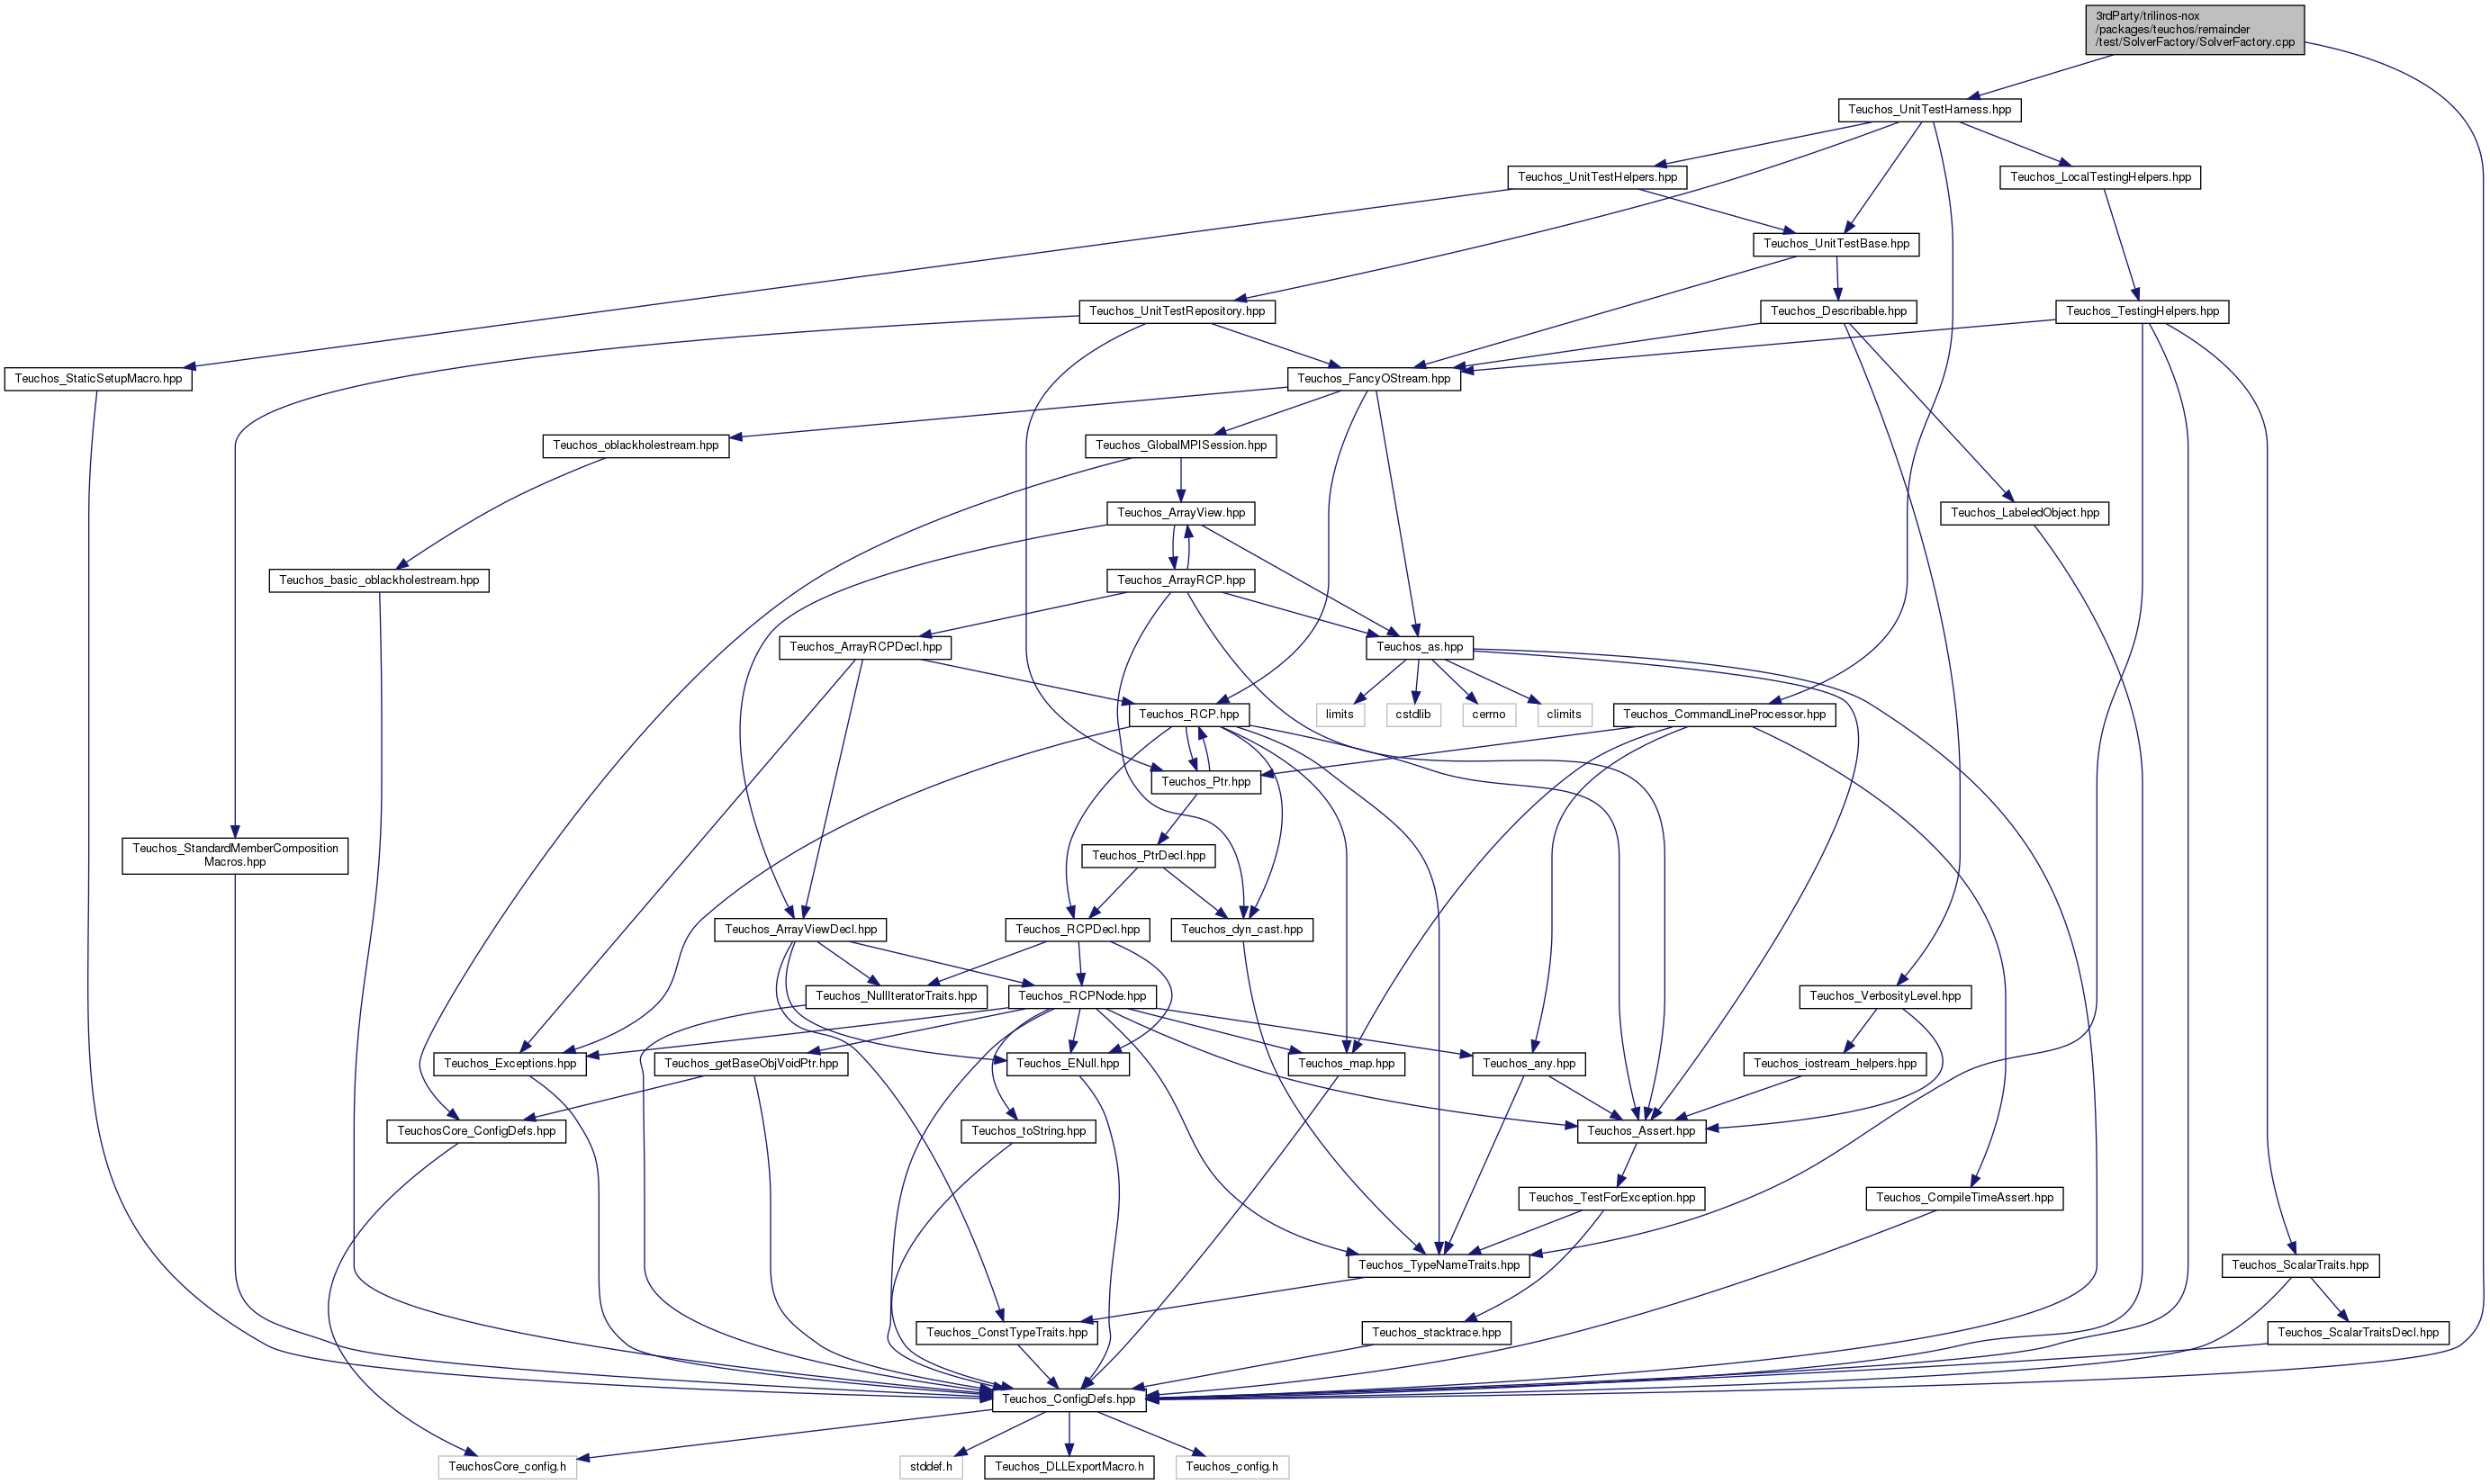 3rdParty/trilinos-nox
/packages/teuchos/remainder
/test/SolverFactory/SolverFactory.cpp
Teuchos_UnitTestHarness.hpp
Teuchos_UnitTestHelpers.hpp
Teuchos_LocalTestingHelpers.hpp
Teuchos_UnitTestBase.hpp
Teuchos_UnitTestRepository.hpp
Teuchos_Describable.hpp
Teuchos_TestingHelpers.hpp
Teuchos_StaticSetupMacro.hpp
Teuchos_FancyOStream.hpp
Teuchos_oblackholestream.hpp
Teuchos_GlobalMPISession.hpp
Teuchos_ArrayView.hpp
Teuchos_LabeledObject.hpp
Teuchos_basic_oblackholestream.hpp
Teuchos_ArrayRCP.hpp
Teuchos_ArrayRCPDecl.hpp
Teuchos_as.hpp
Teuchos_RCP.hpp
limits
cstdlib
cerrno
climits
Teuchos_CommandLineProcessor.hpp
Teuchos_Ptr.hpp
Teuchos_StandardMemberComposition
Macros.hpp
Teuchos_PtrDecl.hpp
Teuchos_ArrayViewDecl.hpp
Teuchos_RCPDecl.hpp
Teuchos_dyn_cast.hpp
Teuchos_NullIteratorTraits.hpp
Teuchos_RCPNode.hpp
Teuchos_VerbosityLevel.hpp
Teuchos_Exceptions.hpp
Teuchos_getBaseObjVoidPtr.hpp
Teuchos_ENull.hpp
Teuchos_map.hpp
Teuchos_any.hpp
Teuchos_iostream_helpers.hpp
TeuchosCore_ConfigDefs.hpp
Teuchos_toString.hpp
Teuchos_Assert.hpp
Teuchos_TestForException.hpp
Teuchos_CompileTimeAssert.hpp
Teuchos_TypeNameTraits.hpp
Teuchos_ScalarTraits.hpp
Teuchos_ConstTypeTraits.hpp
Teuchos_stacktrace.hpp
Teuchos_ScalarTraitsDecl.hpp
Teuchos_ConfigDefs.hpp
TeuchosCore_config.h
stddef.h
Teuchos_DLLExportMacro.h
Teuchos_config.h